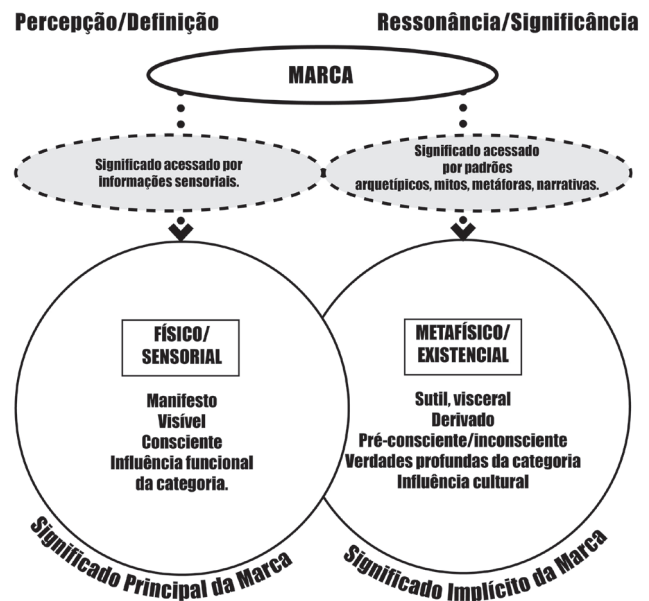 Percepção/Definição
Ressonância/Significância
MARCA
Significado acessado por
informações sensoriais.
Significado acessado
por padrões
arquetípicos, mitos, metáforas, narrativas.
FÍSICO/
SENSORIAL
Manifesto
Visível
Consciente
Influência funcional
da categoria.
METAFÍSICO/
EXISTENCIAL
Sutil, visceral
Derivado
Pré-consciente/inconsciente
Verdades profundas da categoria
Influência cultural
Significado Principal da Marca
Significado Implícito da Marca